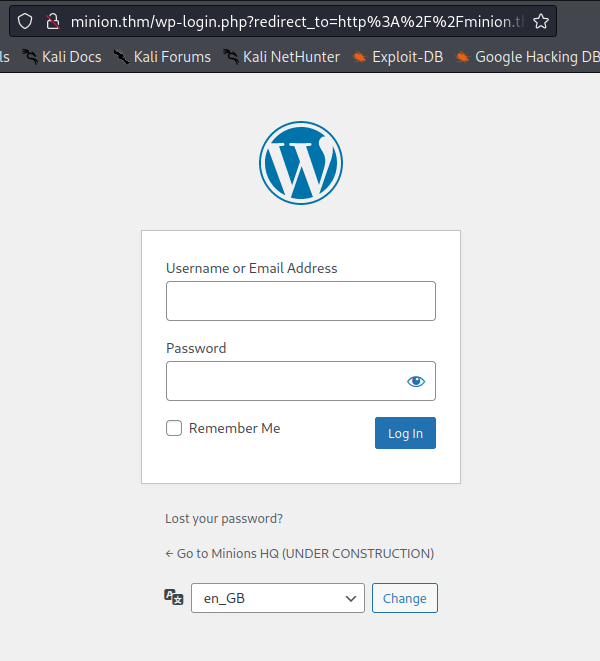 minion.thm/wp-login.php?redirect_to=http%3A%2F%2Fminion.th
ls Kali Docs Kali Forums Kali NetHunter Exploit-DB Google Hacking DB
Username or Email Address
Password
Remember Me
Log In
Lost your password?
← Go to Minions HQ (UNDER CONSTRUCTION)
en_GB Change